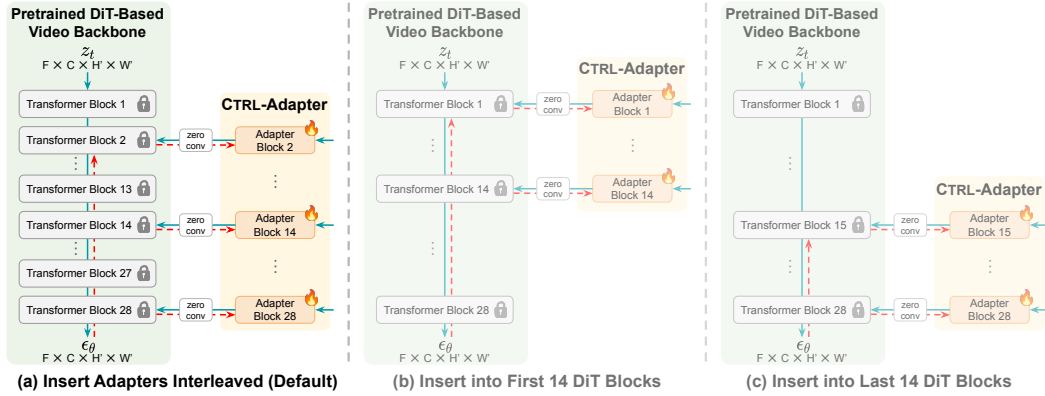 Pretrained DiT-Based
Video Backbone
z_t
F × C × H' × W'
Transformer Block 1
Transformer Block 2
⋮
Transformer Block 13
Transformer Block 14
⋮
Transformer Block 27
Transformer Block 28
ϵ_θ
F × C × H' × W'
CTRL-Adapter
zero
conv
Adapter
Block 2
⋮
zero
conv
Adapter
Block 14
⋮
zero
conv
Adapter
Block 28
(a) Insert Adapters Interleaved (Default)
Pretrained DiT-Based
Video Backbone
z_t
F × C × H' × W'
Transformer Block 1
⋮
Transformer Block 14
⋮
Transformer Block 28
ϵ_θ
F × C × H' × W'
CTRL-Adapter
zero
conv
Adapter
Block 1
⋮
zero
conv
Adapter
Block 14
(b) Insert into First 14 DiT Blocks
Pretrained DiT-Based
Video Backbone
z_t
F × C × H' × W'
Transformer Block 1
Transformer Block 15
⋮
Transformer Block 28
ϵ_θ
F × C × H' × W'
CTRL-Adapter
zero
conv
Adapter
Block 15
⋮
zero
conv
Adapter
Block 28
(c) Insert into Last 14 DiT Blocks